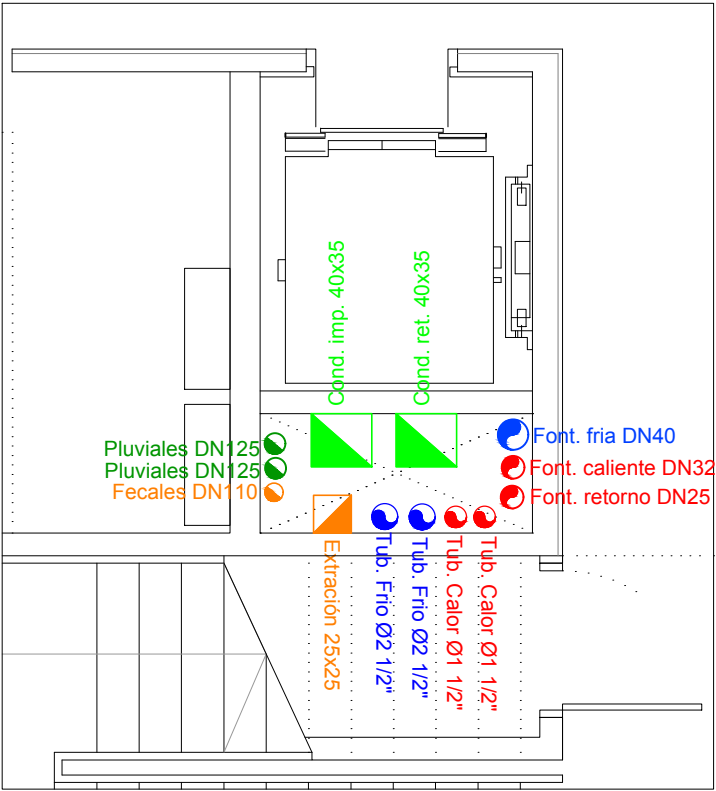 Cond. imp. 40x35
Cond. ret. 40x35
Pluviales DN125
Pluviales DN125
Fecales DN110
Font. fria DN40
Font. caliente DN32
Font. retorno DN25
Extración 25x25
Tub. Frio Ø2 1/2"
Tub. Frio Ø2 1/2"
Tub. Calor Ø1 1/2"
Tub. Calor Ø1 1/2"